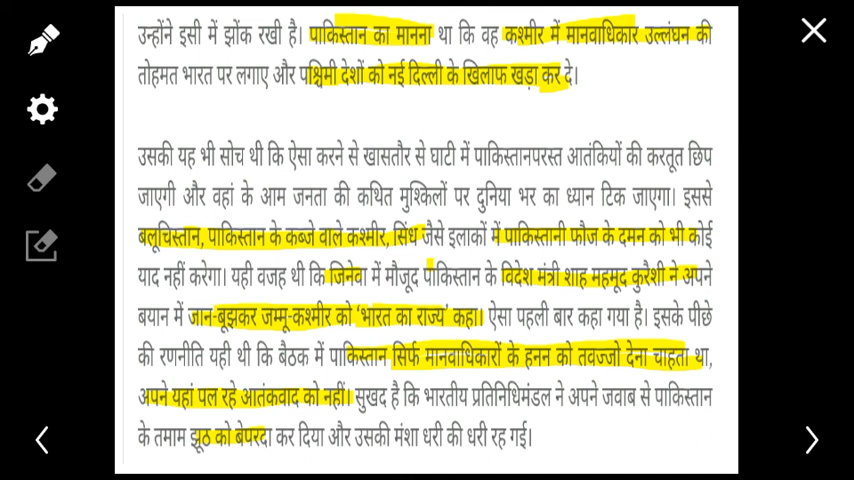 उन्होंने इसी में झोंक रखी है। पाकिस्तान का मानना था कि वह कश्मीर में मानवाधिकार उल्लंघन की
तोहमत भारत पर लगाए और पश्चिमी देशों को नई दिल्ली के खिलाफ खड़ा कर दे।
उसकी यह भी सोच थी कि ऐसा करने से खासतौर से घाटी में पाकिस्तानपरस्त आतंकियों की करतूत छिप
जाएगी और वहां के आम जनता की कथित मुश्किलों पर दुनिया भर का ध्यान टिक जाएगा। इससे
बलूचिस्तान, पाकिस्तान के कब्जे वाले कश्मीर, सिंध जैसे इलाकों में पाकिस्तानी फौज के दमन को भी कोई
याद नहीं करेगा। यही वजह थी कि जिनेवा में मौजूद पाकिस्तान के विदेश मंत्री शाह महमूद कुरैशी ने अपने
बयान में जान-बूझकर जम्मू-कश्मीर को ‘भारत का राज्य’ कहा। ऐसा पहली बार कहा गया है। इसके पीछे
की रणनीति यही थी कि बैठक में पाकिस्तान सिर्फ मानवाधिकारों के हनन को तवज्जो देना चाहता था,
अपने यहां पल रहे आतंकवाद को नहीं। सुखद है कि भारतीय प्रतिनिधिमंडल ने अपने जवाब से पाकिस्तान
के तमाम झूठ को बेपरदा कर दिया और उसकी मंशा धरी की धरी रह गई।